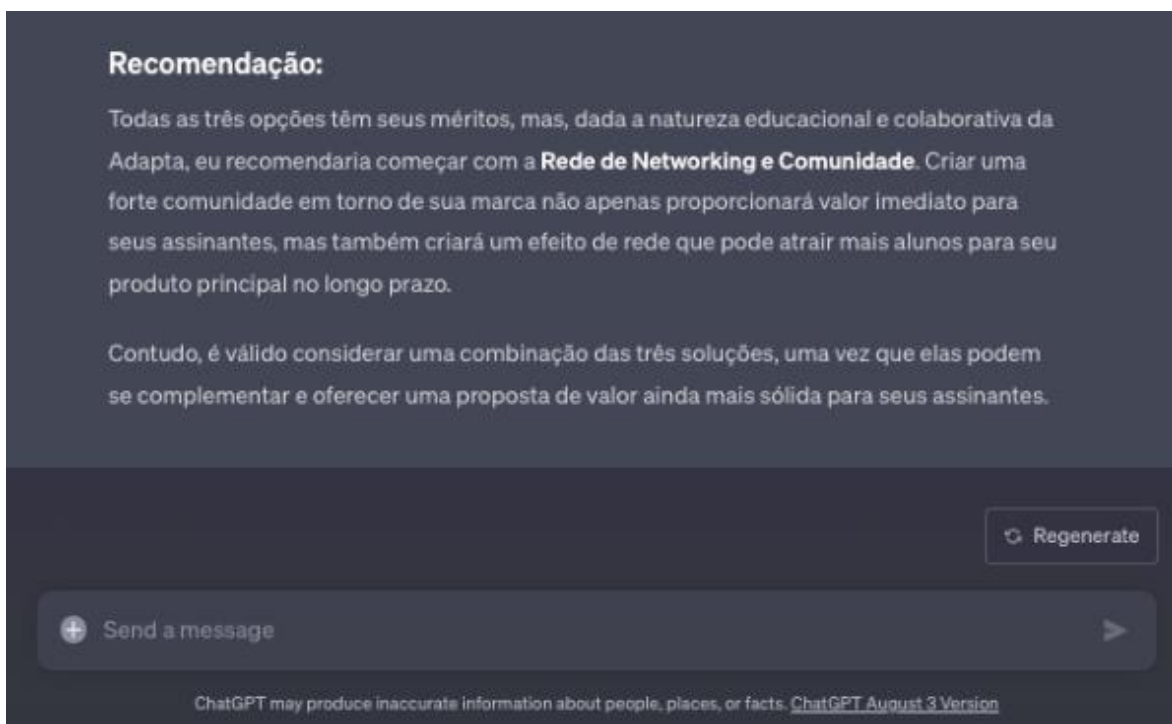 Recomendação:
Todas as três opções têm seus méritos, mas, dada a natureza educacional e colaborativa da
Adapta, eu recomendaria começar com a Rede de Networking e Comunidade. Criar uma
forte comunidade em torno de sua marca não apenas proporcionará valor imediato para
seus assinantes, mas também criará um efeito de rede que pode atrair mais alunos para seu
produto principal no longo prazo.
Contudo, é válido considerar uma combinação das três soluções, uma vez que elas podem
se complementar e oferecer uma proposta de valor ainda mais sólida para seus assinantes.
Regenerate
Send a message
ChatGPT may produce inaccurate information about people, places, or facts. ChatGPT August 3 Version